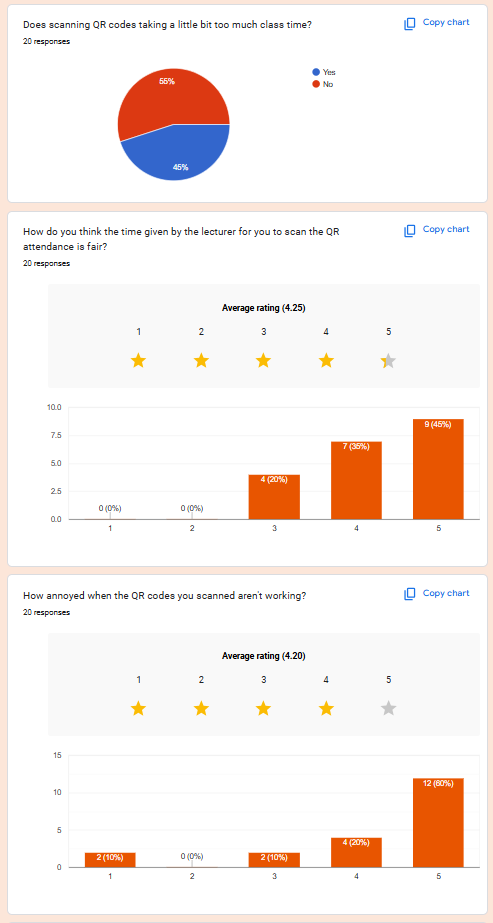 Does scanning QR codes taking a little bit too much class time?
Copy chart
20 responses
Yes
No
55%
45%
How do you think the time given by the lecturer for you to scan the QR
attendance is fair?
Copy chart
20 responses
Average rating (4.25)
1 2 3 4 5
10.0
7.5
5.0
2.5
0.0
0 (0%) 0 (0%) 4 (20%) 7 (35%) 9 (45%)
1 2 3 4 5
How annoyed when the QR codes you scanned aren't working?
Copy chart
20 responses
Average rating (4.20)
1 2 3 4 5
15
10
5
0
2 (10%) 0 (0%) 2 (10%) 4 (20%) 12 (60%)
1 2 3 4 5